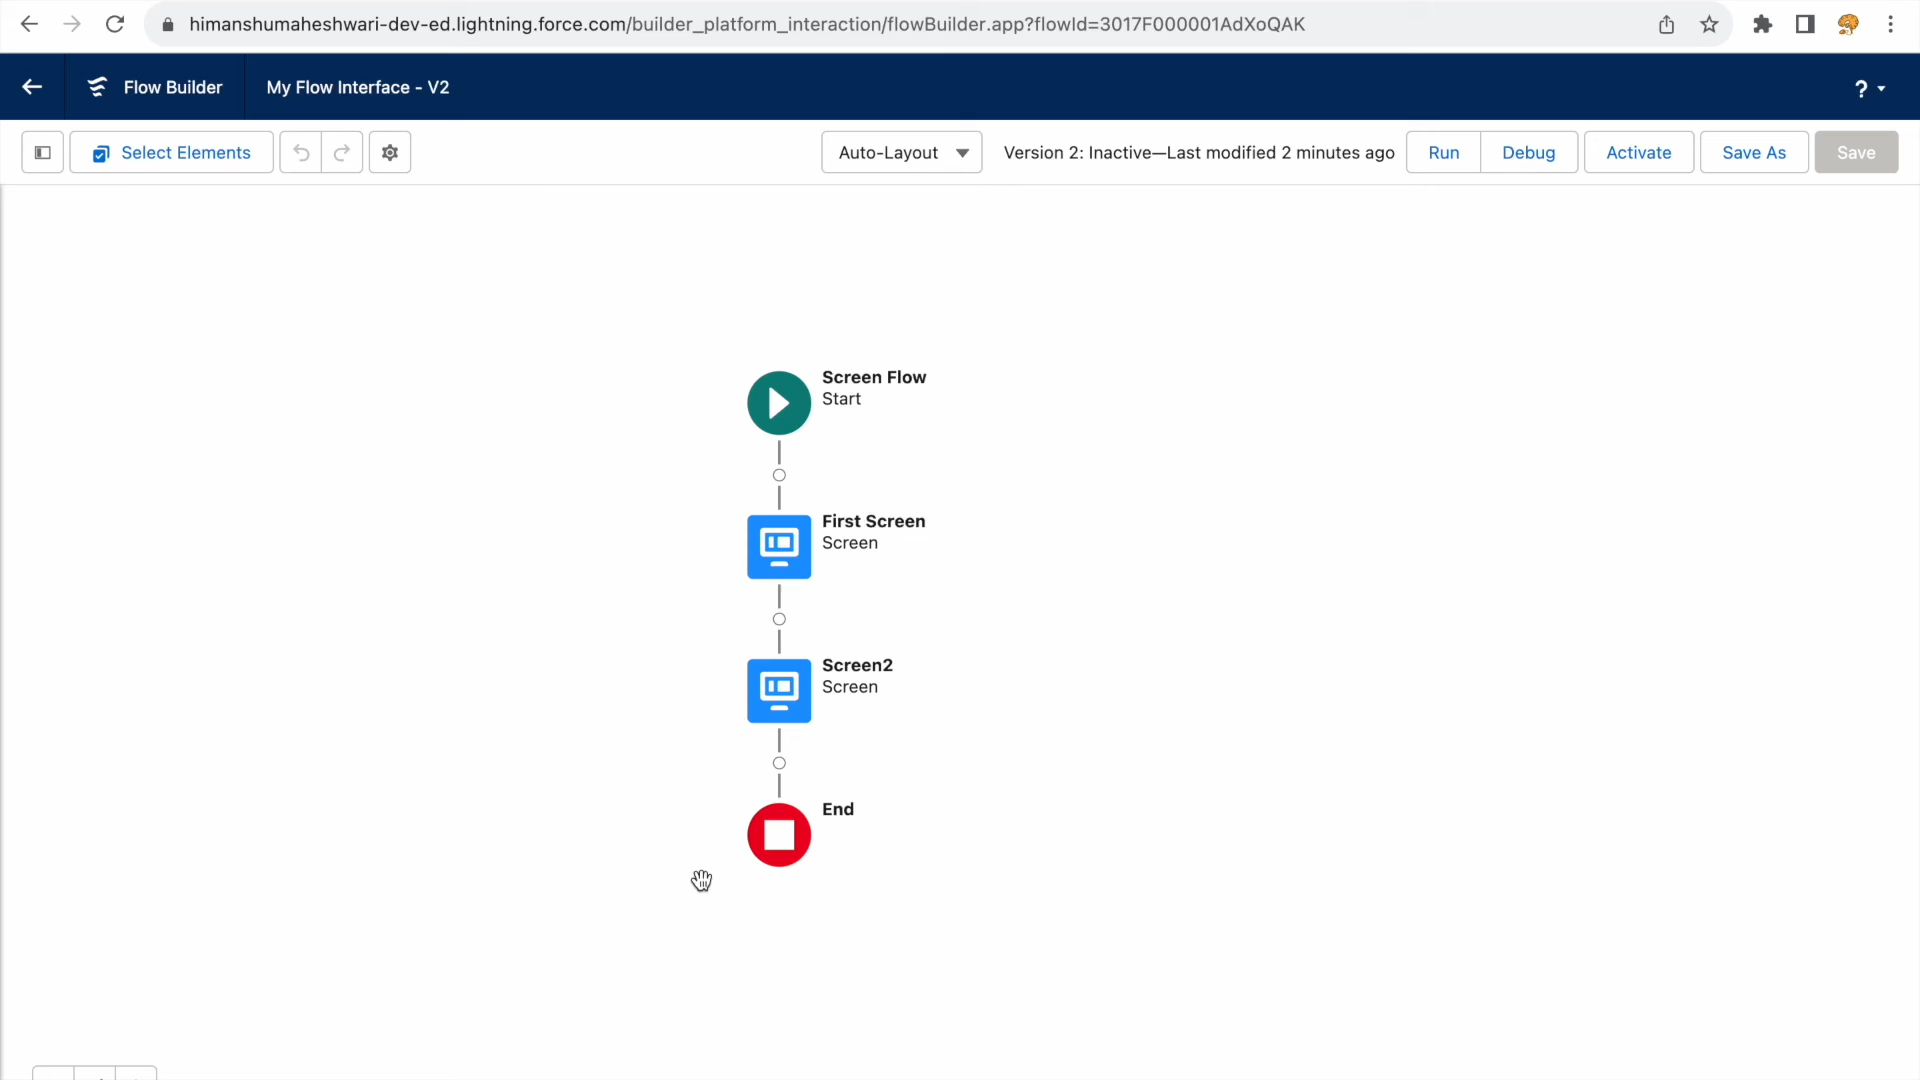 himanshumaheshwari-dev-ed.lightning.force.com/builder_platform_interaction/flowBuilder.app?flowId=3017F000001AdXoQAK
Flow Builder
My Flow Interface - V2
?
Select Elements
Auto-Layout
Version 2: Inactive—Last modified 2 minutes ago
Run
Debug
Activate
Save As
Save
Screen Flow
Start
First Screen
Screen
Screen2
Screen
End